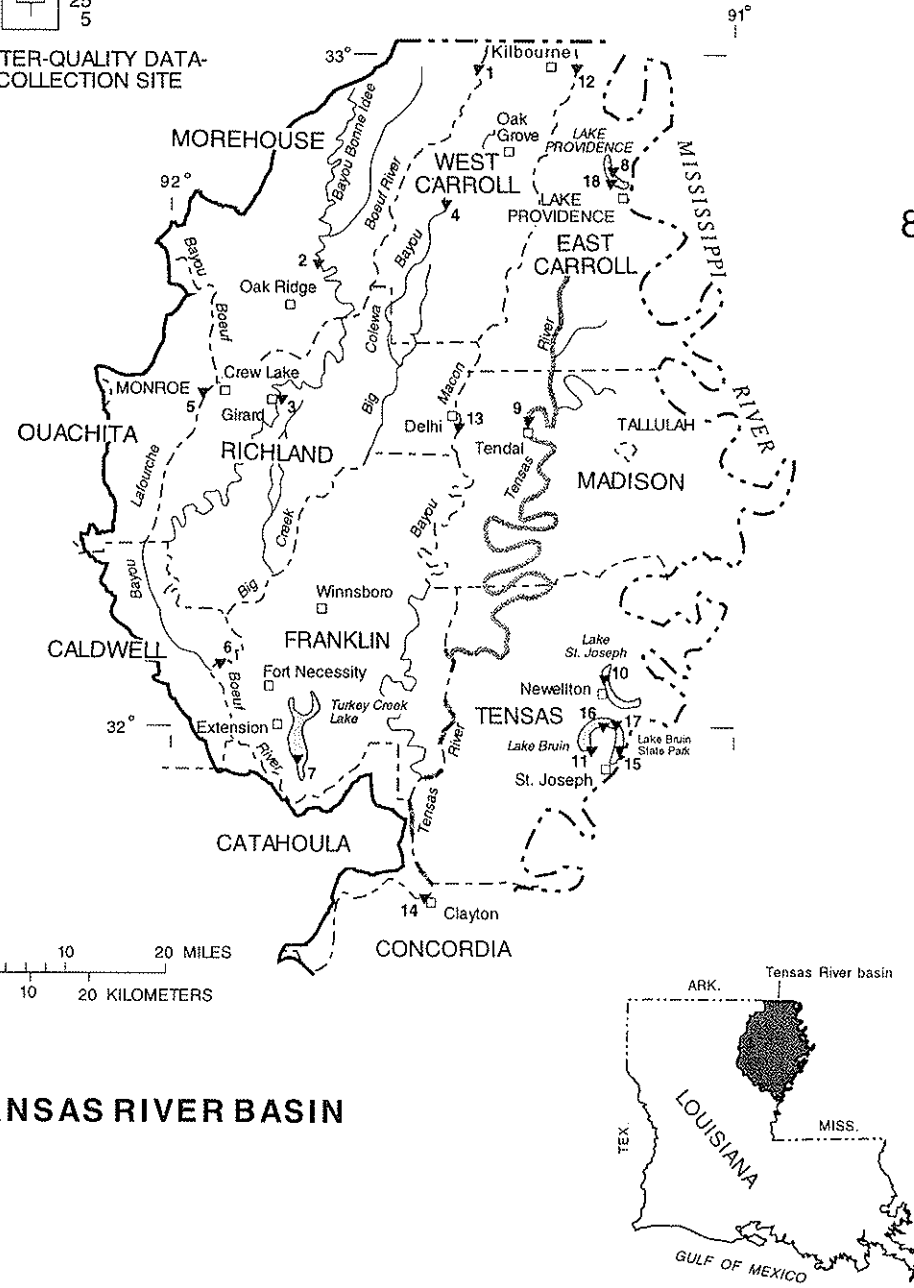 25
5
TER-QUALITY DATA-
COLLECTION SITE
91°
33°
Kilbourne
1
12
MOREHOUSE
Bayou Bonne Idee
Boeuf River
Oak
Grove
WEST
CARROLL
LAKE
PROVIDENCE
8
18
LAKE
PROVIDENCE
MISSISSIPPI
92°
4
Bayou
EAST
CARROLL
8
Bayou
2
Oak Ridge
Boeuf
Colewa
River
Crew Lake
MONROE
5
Girard
3
Big
Macon
Delhi
13
9
Tendal
TALLULAH
RIVER
OUACHITA
RICHLAND
Lafourche
Tensas
MADISON
Creek
Bayou
Bayou
Big
Winnsboro
CALDWELL
6
FRANKLIN
Lake
St. Joseph
10
Fort Necessity
Boeuf
Newellton
Turkey Creek
Lake
TENSAS
16
17
32°
Extension
River
River
Lake Bruin
Lake Bruin
State Park
11
15
7
St. Joseph
Tensas
CATAHOULA
14
Clayton
CONCORDIA
10
20 MILES
10
20 KILOMETERS
Tensas River basin
ARK.
NSAS RIVER BASIN
TEX.
LOUISIANA
MISS.
GULF OF MEXICO